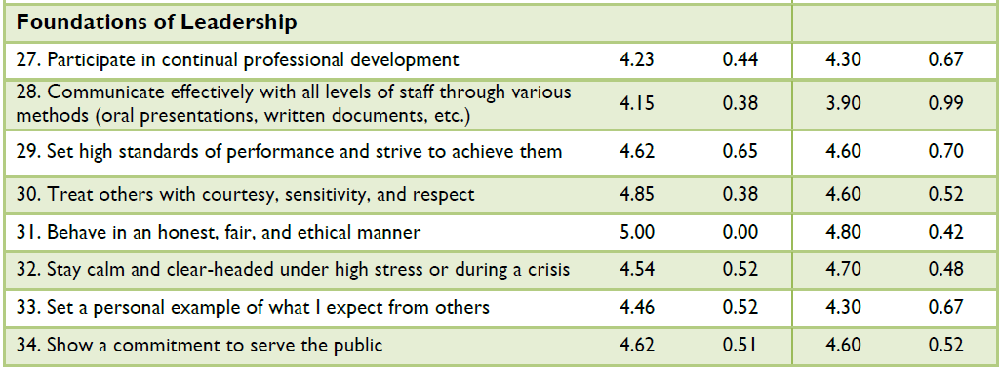 Foundations of Leadership
27. Participate in continual professional development 4.23 0.44 4.30 0.67
28. Communicate effectively with all levels of staff through various
methods (oral presentations, written documents, etc.) 4.15 0.38 3.90 0.99
29. Set high standards of performance and strive to achieve them 4.62 0.65 4.60 0.70
30. Treat others with courtesy, sensitivity, and respect 4.85 0.38 4.60 0.52
31. Behave in an honest, fair, and ethical manner 5.00 0.00 4.80 0.42
32. Stay calm and clear-headed under high stress or during a crisis 4.54 0.52 4.70 0.48
33. Set a personal example of what I expect from others 4.46 0.52 4.30 0.67
34. Show a commitment to serve the public 4.62 0.51 4.60 0.52